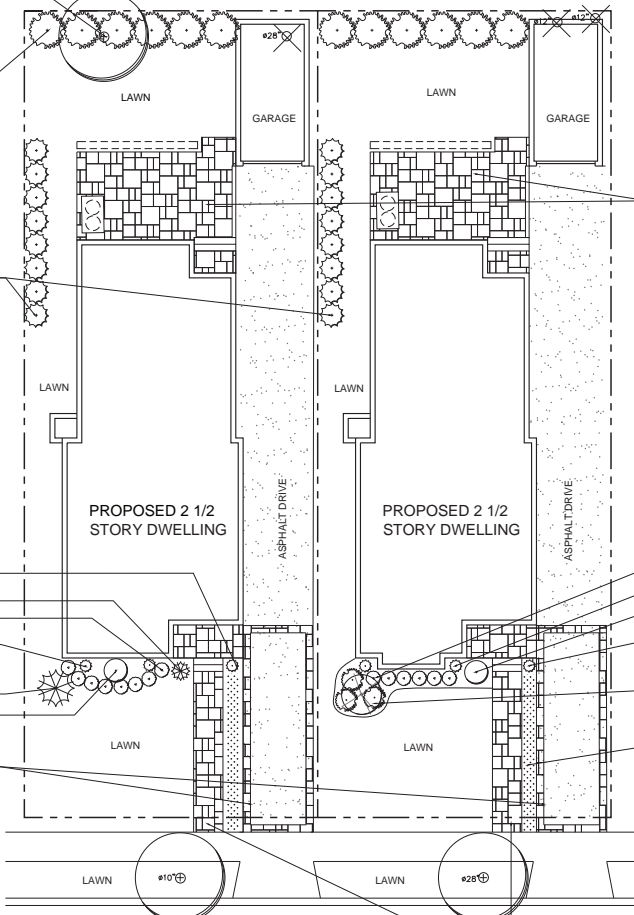 ø28"
ø12"
ø12"
LAWN
LAWN
GARAGE
GARAGE
LAWN
LAWN
ASPHALT DRIVE
ASPHALT DRIVE
PROPOSED 2 1/2
STORY DWELLING
PROPOSED 2 1/2
STORY DWELLING
LAWN
LAWN
LAWN
ø10"
LAWN
ø28"